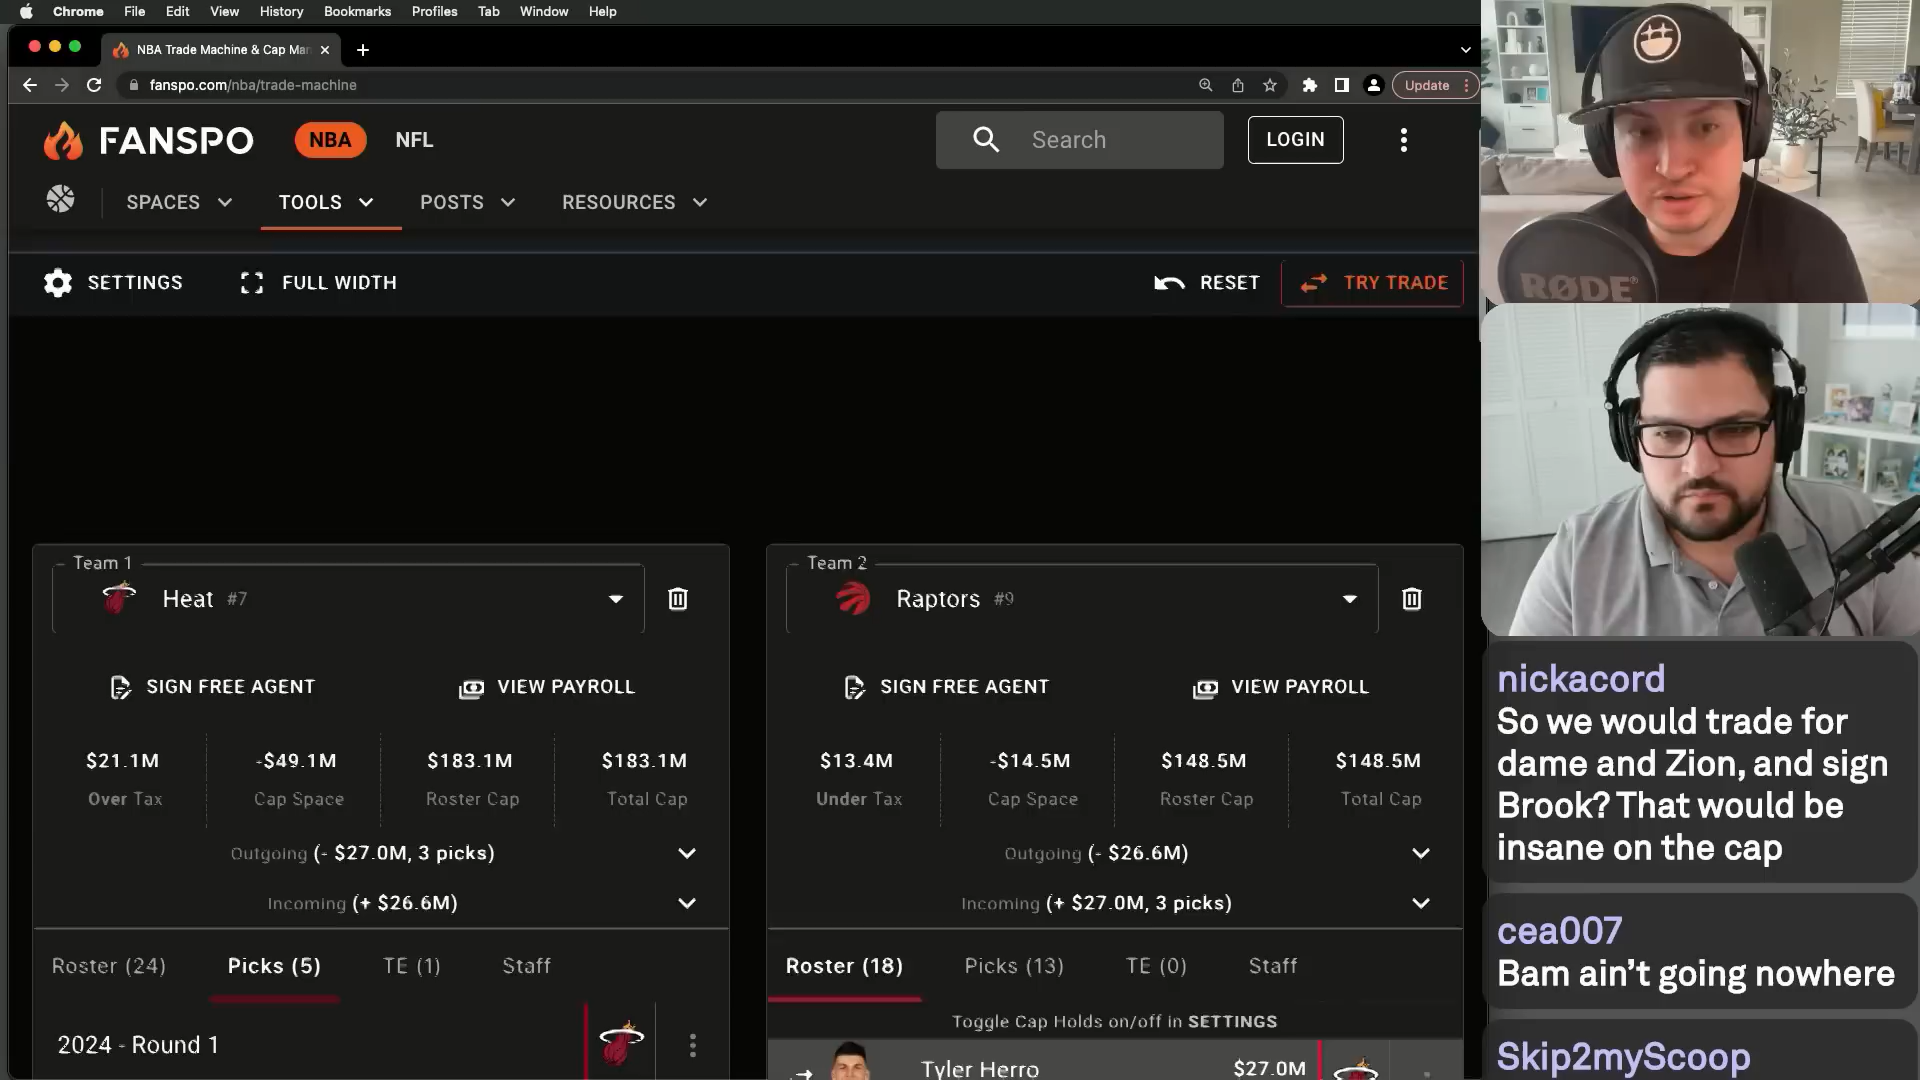 Chrome File Edit View History Bookmarks Profiles Tab Window Help
NBA Trade Machine & Cap Man
fanspo.com/nba/trade-machine
Update
FANSPO NBA NFL
Search
LOGIN
SPACES TOOLS POSTS RESOURCES
SETTINGS FULL WIDTH
RESET TRY TRADE
Team 1
Heat #7
SIGN FREE AGENT VIEW PAYROLL
$21.1M -$49.1M $183.1M $183.1M
Over Tax Cap Space Roster Cap Total Cap
Outgoing (- $27.0M, 3 picks)
Incoming (+ $26.6M)
Roster (24) Picks (5) TE (1) Staff
2024 - Round 1
Team 2
Raptors #9
SIGN FREE AGENT VIEW PAYROLL
$13.4M -$14.5M $148.5M $148.5M
Under Tax Cap Space Roster Cap Total Cap
Outgoing (- $26.6M)
Incoming (+ $27.0M, 3 picks)
Roster (18) Picks (13) TE (0) Staff
Toggle Cap Holds on/off in SETTINGS
Tyler Herro $27.0M
RØDE
nickacord
So we would trade for
dame and Zion, and sign
Brook? That would be
insane on the cap
cea007
Bam ain't going nowhere
Skip2myScoop